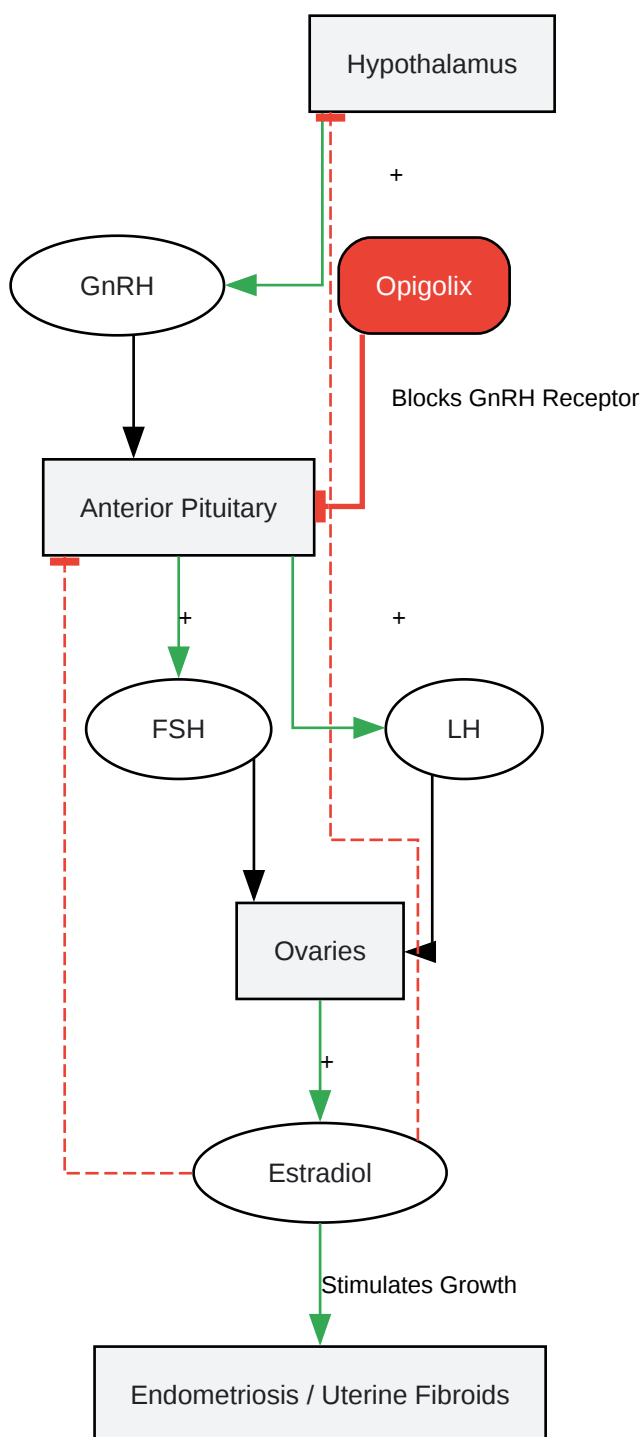 Hypothalamus
+
GnRH
Opigolix
Blocks GnRH Receptor
Anterior Pituitary
+
+
FSH
LH
Ovaries
+
Estradiol
Stimulates Growth
Endometriosis / Uterine Fibroids